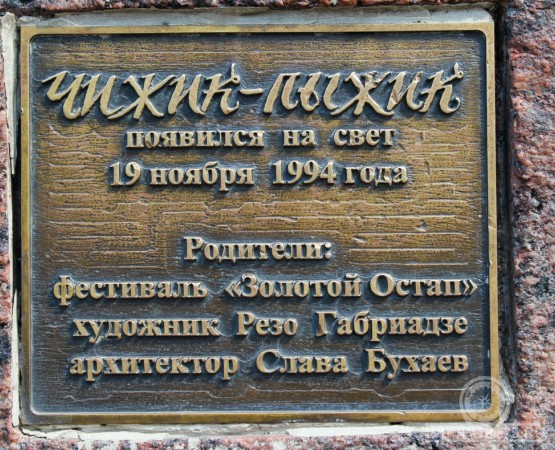 Чижик-Пыжик
появился на свет
19 ноября 1994 года
Родители:
фестиваль «Золотой Остап»
художник Резо Габриадзе
архитектор Слава Бухаев